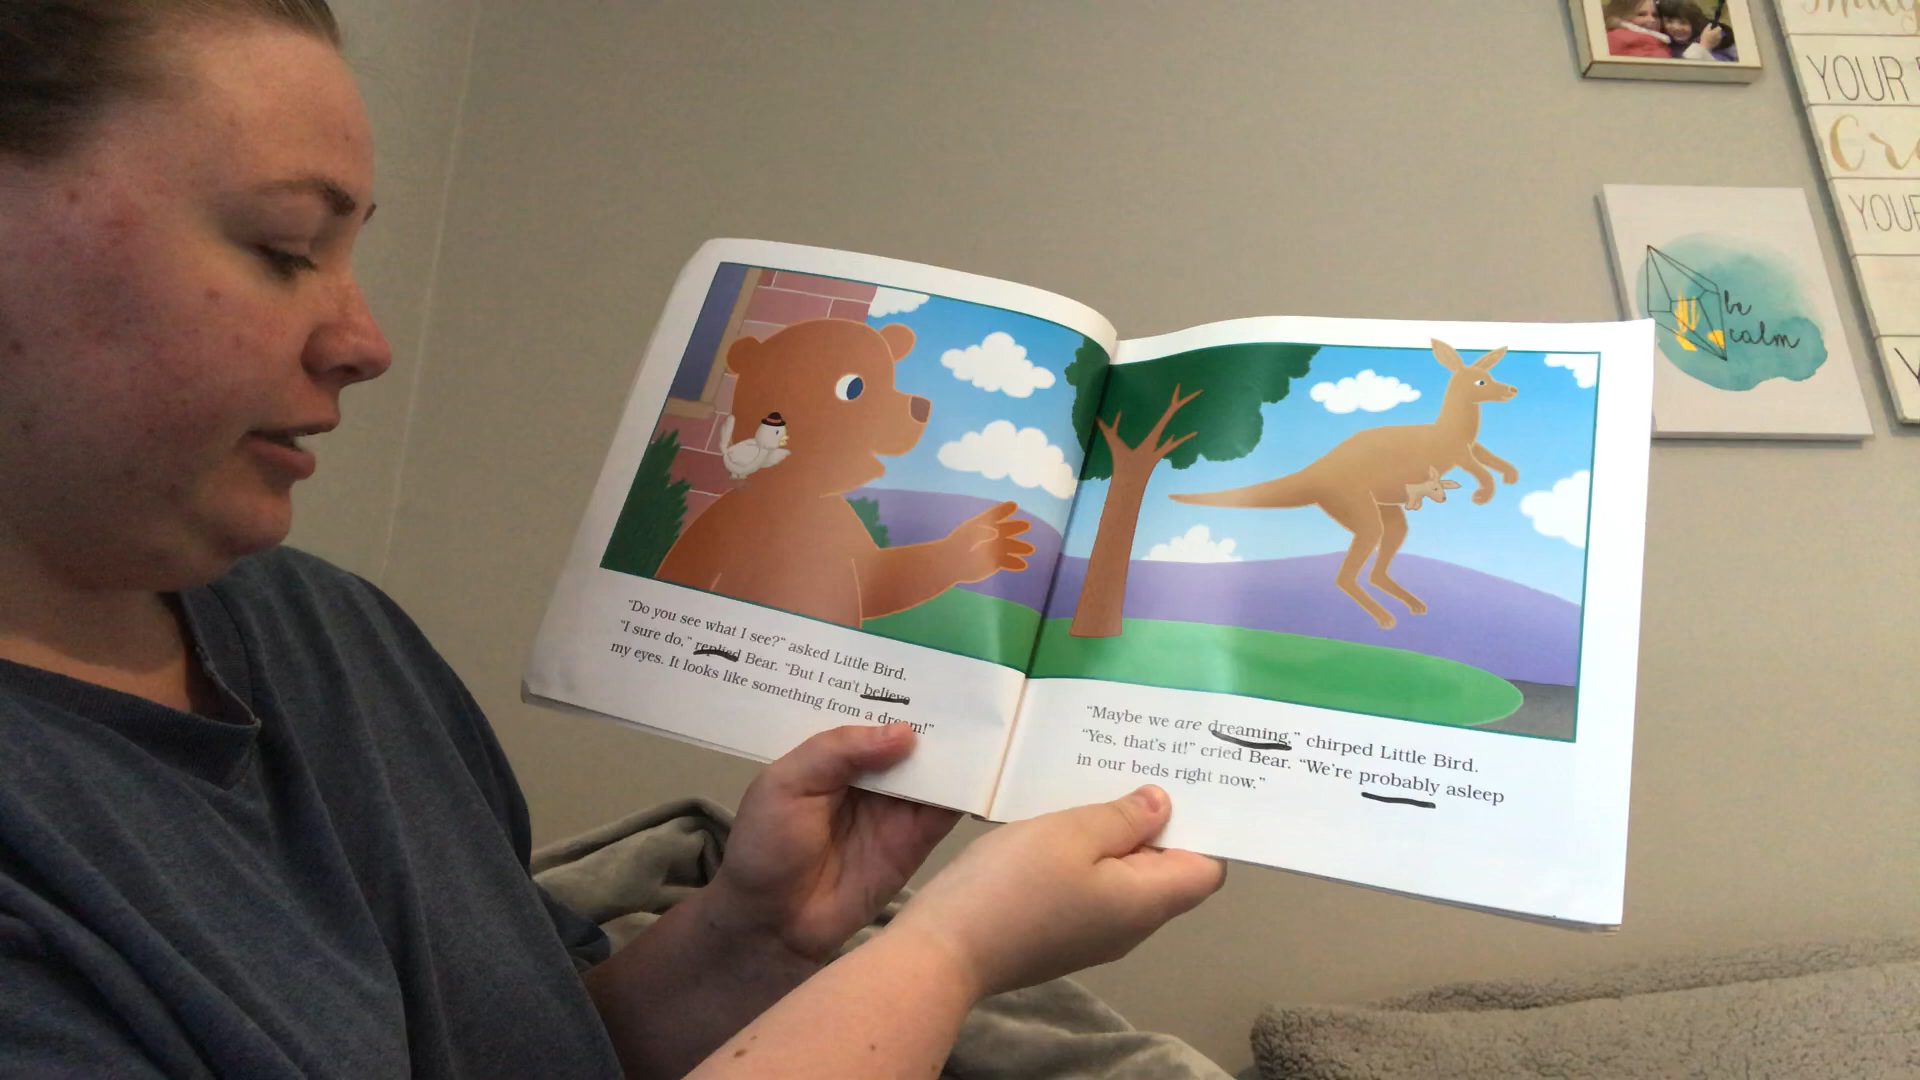 "Do you see what I see?" asked Little Bird.
"I sure do," replied Bear. "But I can't believe
my eyes. It looks like something from a dream!"
"Maybe we are dreaming," chirped Little Bird.
"Yes, that's it!" cried Bear. "We're probably asleep
in our beds right now."
YOUR
YOUR
be
calm